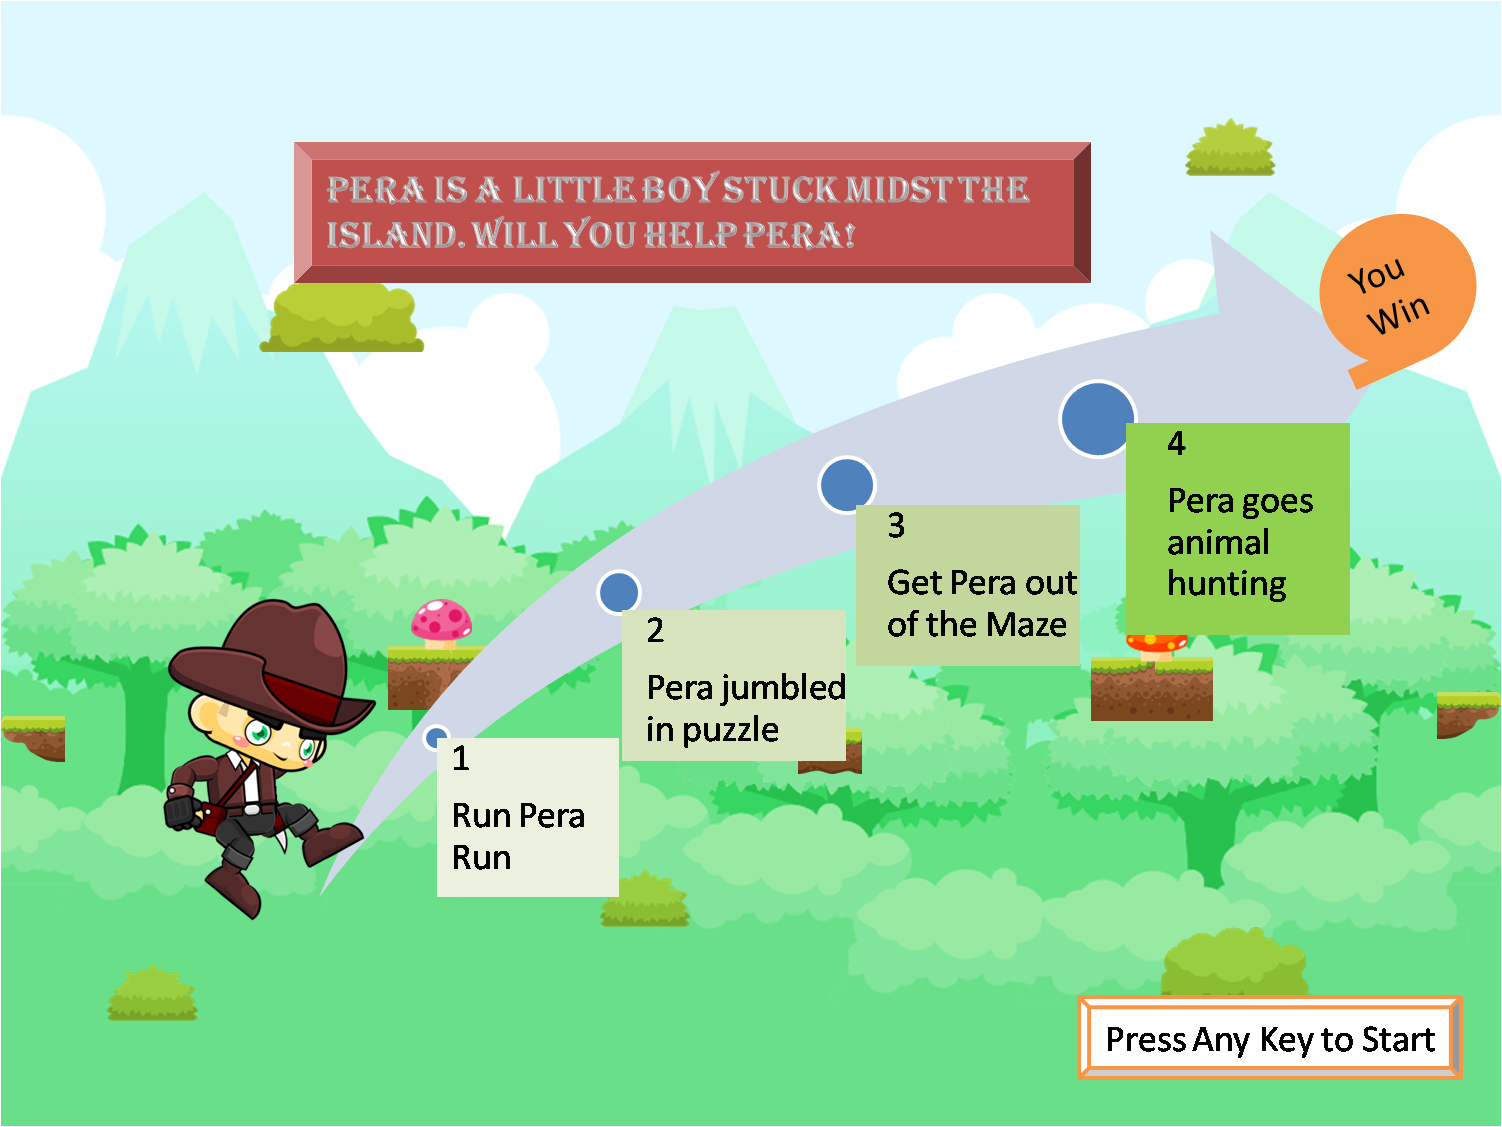 PERA IS A LITTLE BOY STUCK MIDST THE
ISLAND. WILL YOU HELP PERA!
You
Win
4
Pera goes
animal
hunting
3
Get Pera out
of the Maze
2
Pera jumbled
in puzzle
1
Run Pera
Run
Press Any Key to Start